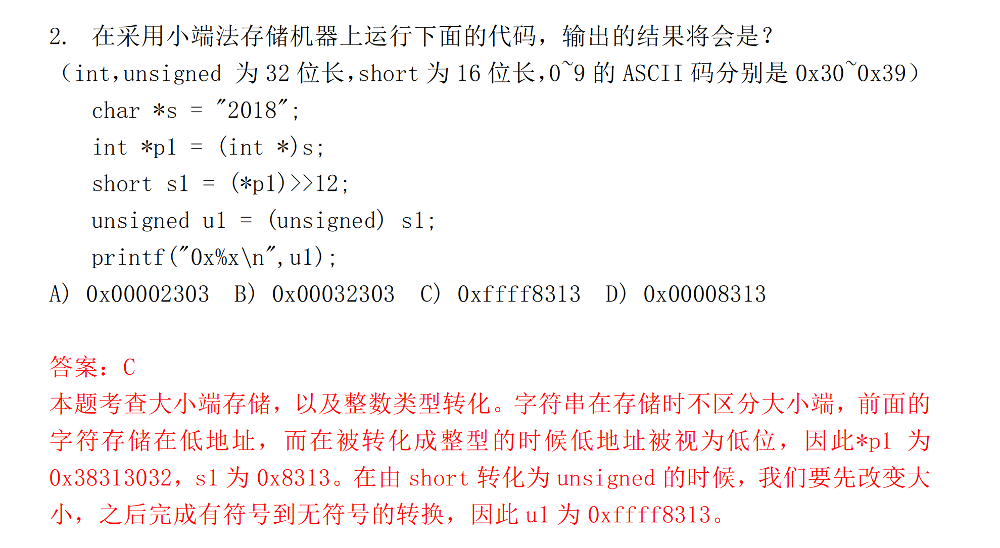 2. 在采用小端法存储机器上运行下面的代码，输出的结果将会是？
（int,unsigned 为 32 位长,short 为 16 位长,0~9 的 ASCII 码分别是 0x30~0x39）
char *s = "2018";
int *p1 = (int *)s;
short s1 = (*p1)>>12;
unsigned u1 = (unsigned) s1;
printf("0x%x\n",u1);
A) 0x00002303 B) 0x00032303 C) 0xffff8313 D) 0x00008313
答案：C
本题考查大小端存储，以及整数类型转化。字符串在存储时不区分大小端，前面的
字符存储在低地址，而在被转化成整型的时候低地址被视为低位，因此*p1 为
0x38313032，s1 为 0x8313。在由 short 转化为 unsigned 的时候，我们要先改变大
小，之后完成有符号到无符号的转换，因此 u1 为 0xffff8313。